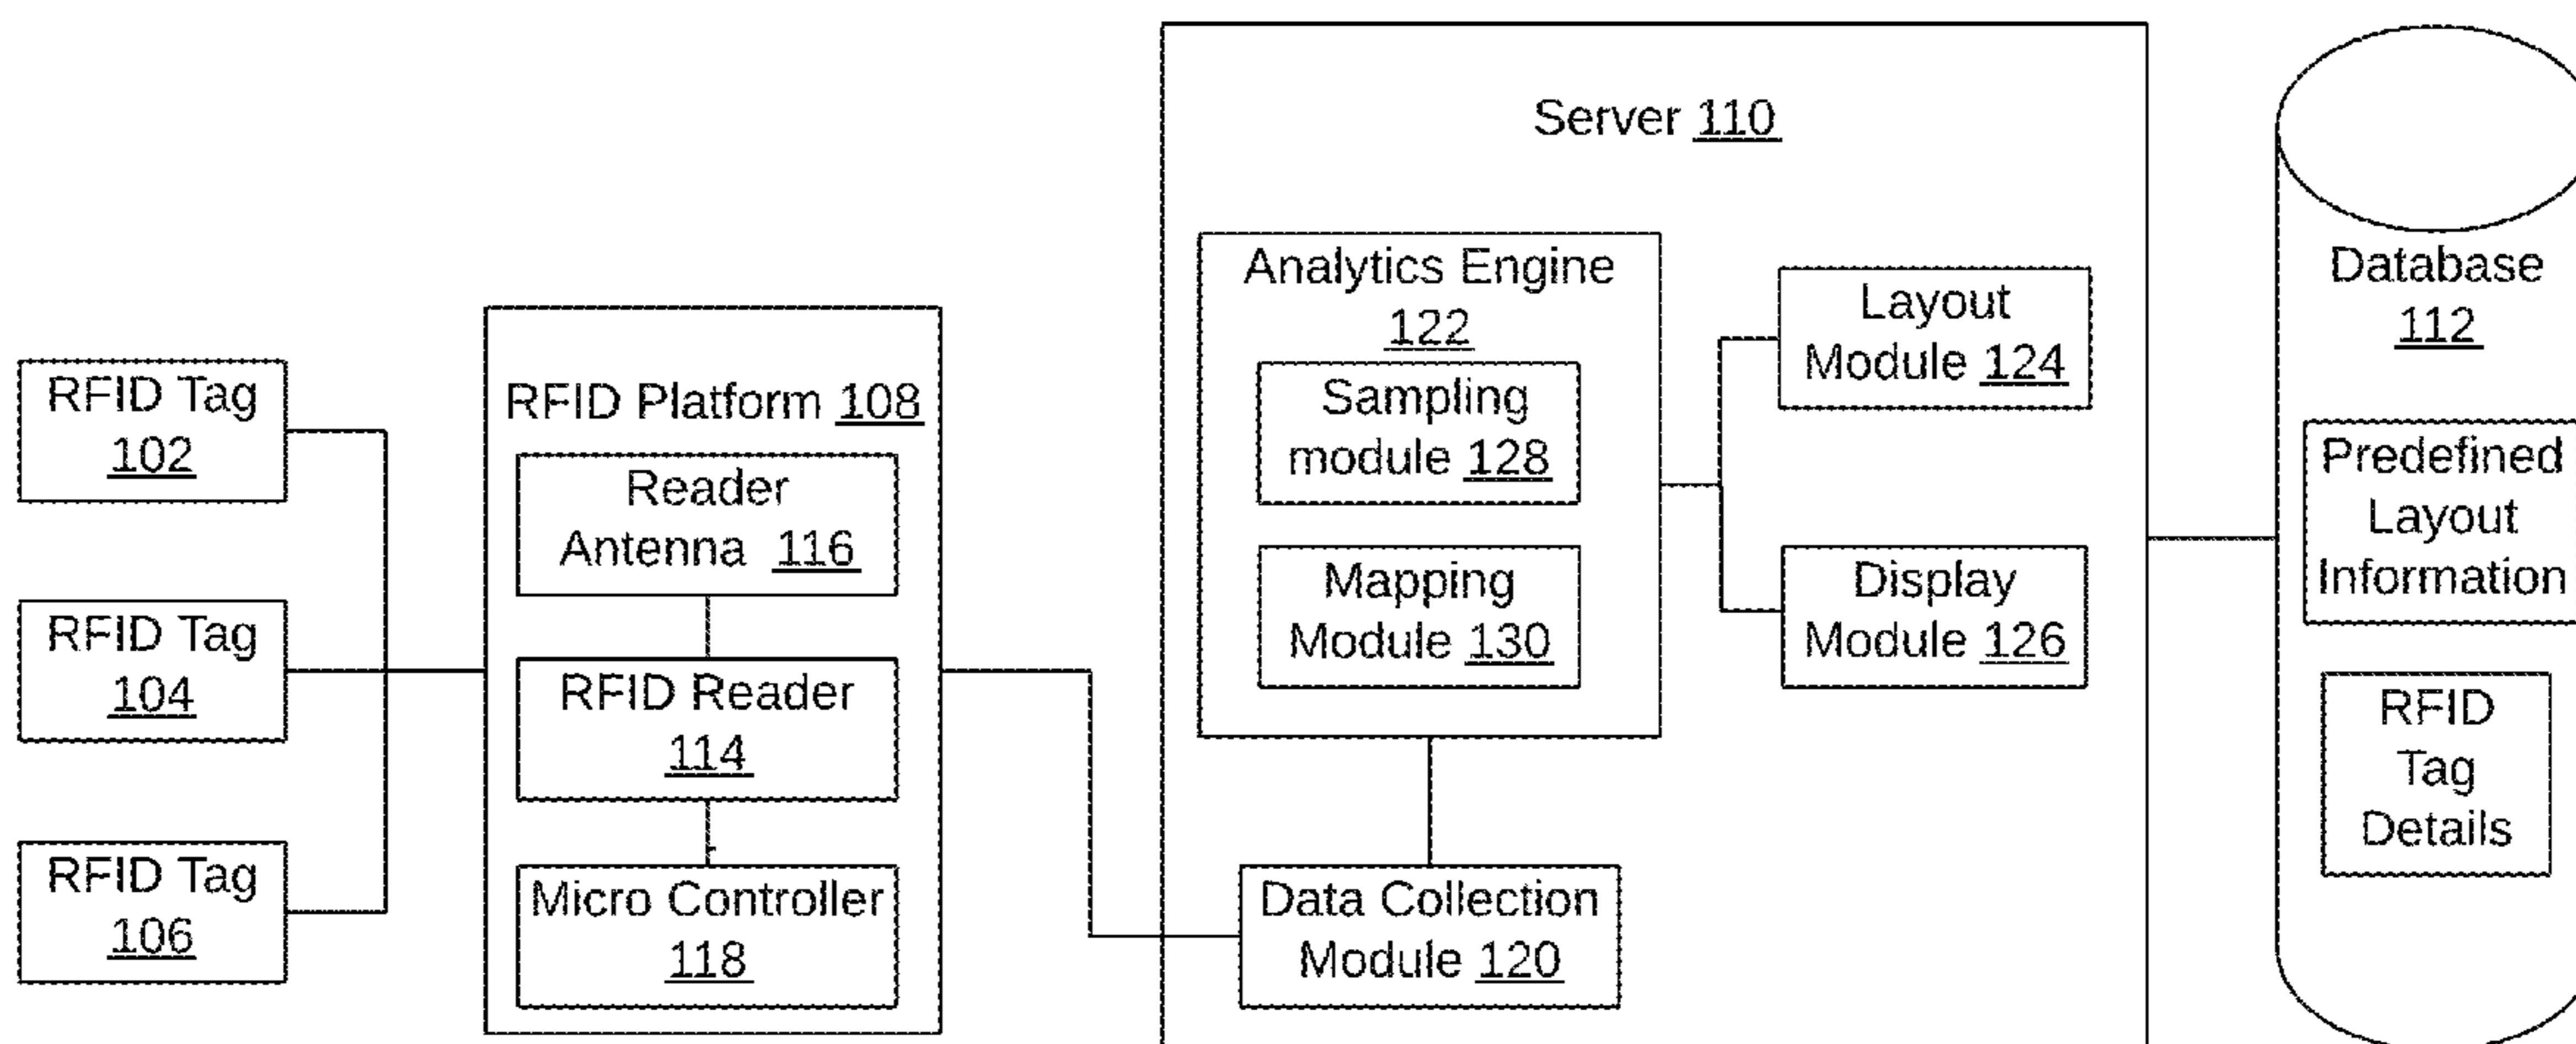 RFID Tag
102
RFID Tag
104
RFID Tag
106
RFID Platform 108
Reader
Antenna 116
RFID Reader
114
Micro Controller
118
Server 110
Analytics Engine
122
Sampling
module 128
Mapping
Module 130
Data Collection
Module 120
Layout
Module 124
Display
Module 126
Database
112
Predefined
Layout
Information
RFID
Tag
Details